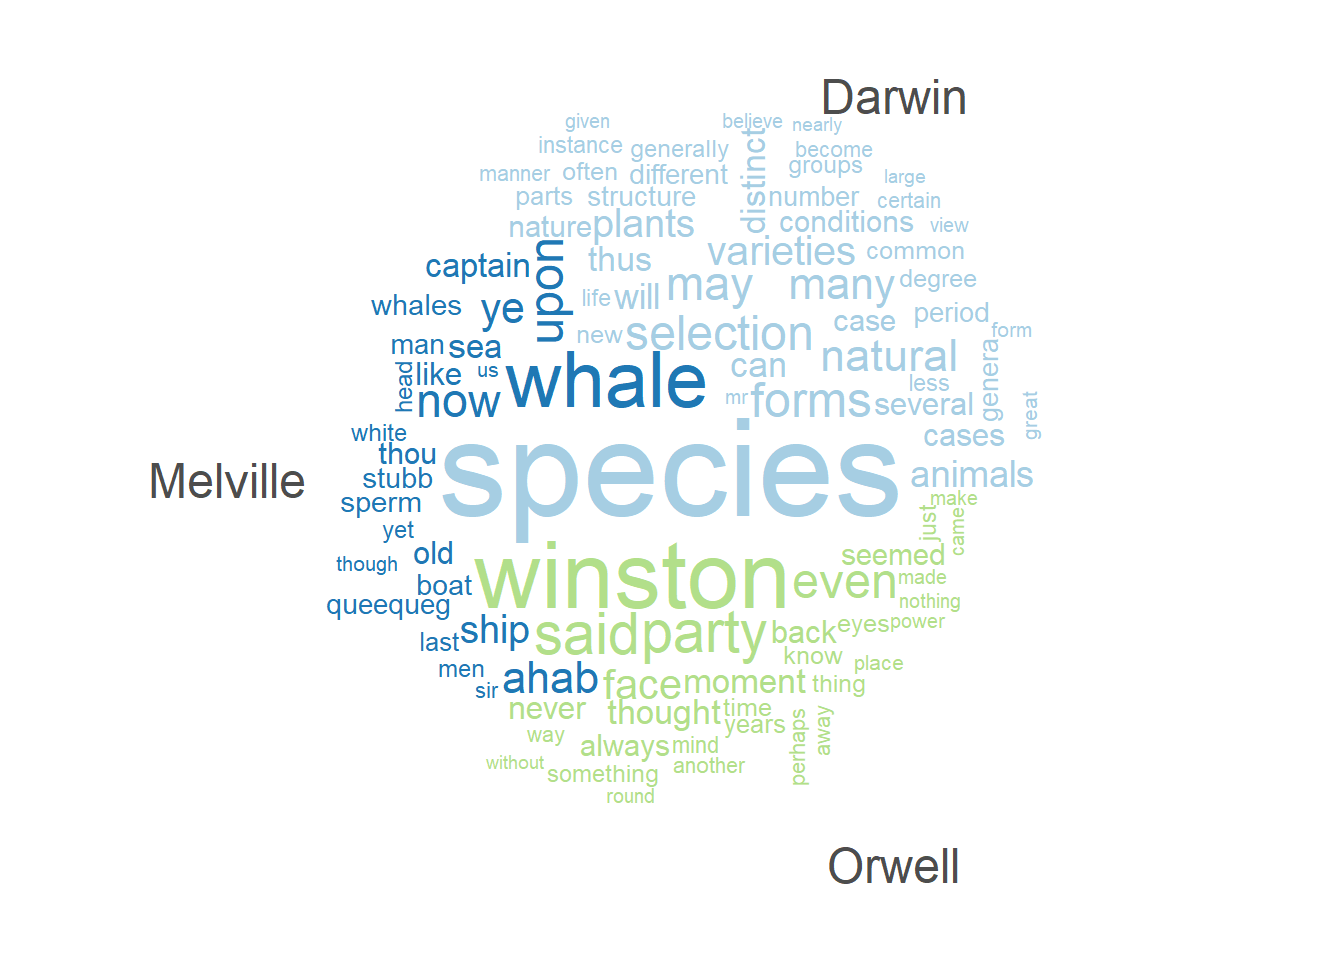 Darwin
given
believe
nearly
instance
generally
distinct
become
manner
often
different
groups
large
parts
structure
number
certain
nature
plants
conditions
view
captain
upon
thus
varieties
common
whales
ye
life
will
may
many
degree
man
sea
new
selection
case
period
form
head
like
us
whale
can
natural
genera
less
now
mr
forms
several
great
white
thou
species
cases
Melville
stubb
animals
sperm
yet
just
make
came
though
old
winston
even
seemed
boat
made
queequeg
nothing
last
ship
said
party
back
eyes
power
men
know
place
sir
ahab
face
moment
thing
never
thought
time
years
way
always
mind
perhaps
away
without
something
another
round
Orwell